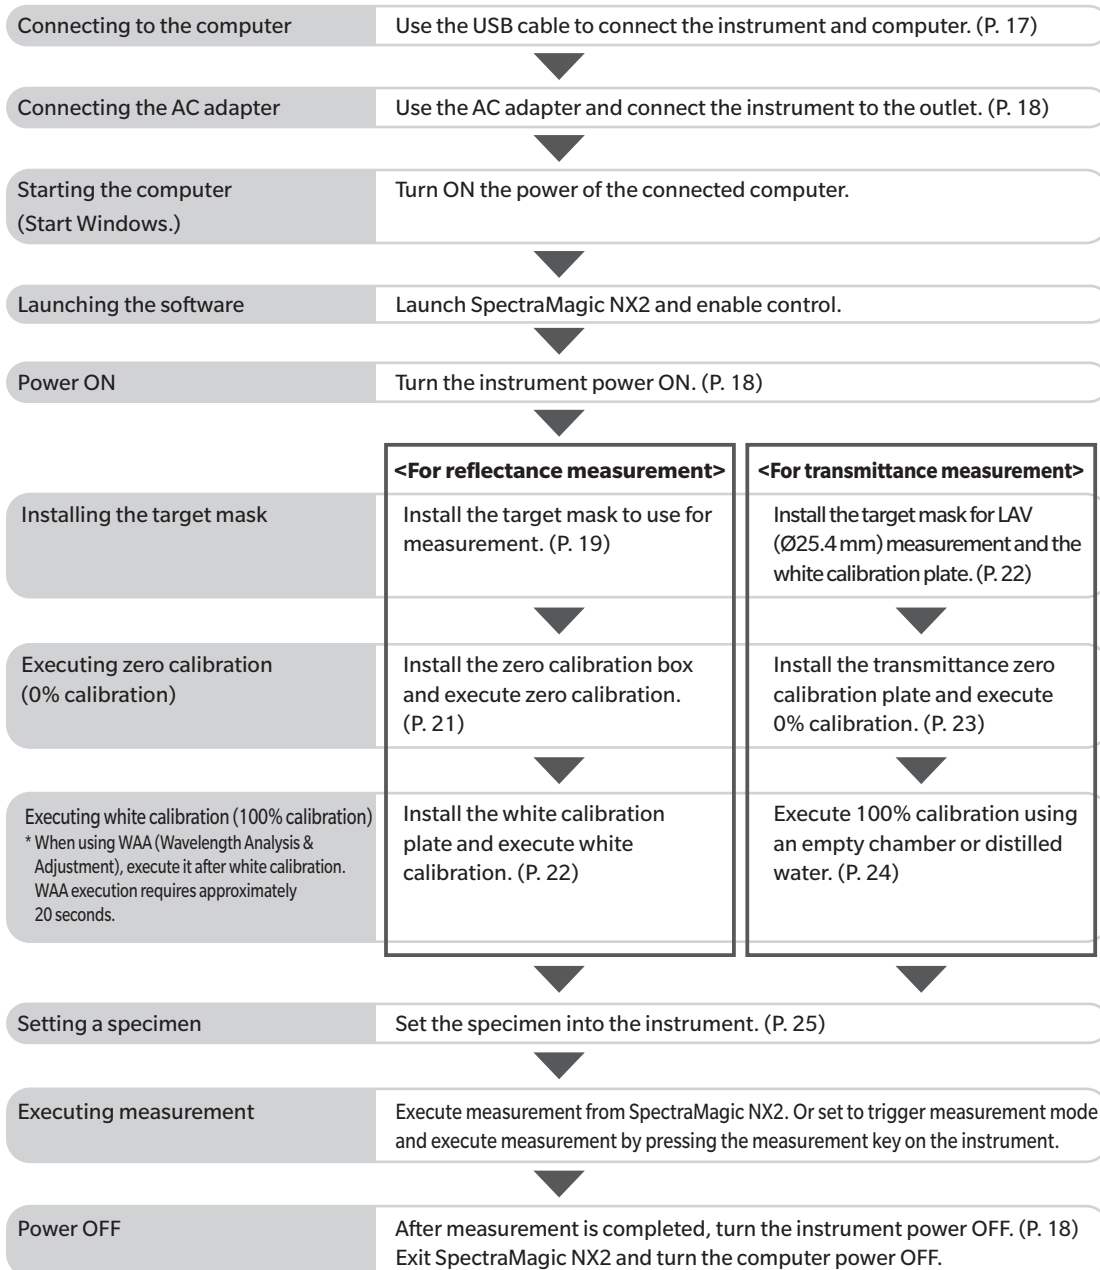 Connecting to the computer
Use the USB cable to connect the instrument and computer. (P. 17)
Connecting the AC adapter
Use the AC adapter and connect the instrument to the outlet. (P. 18)
Starting the computer
(Start Windows.)
Turn ON the power of the connected computer.
Launching the software
Launch SpectraMagic NX2 and enable control.
Power ON
Turn the instrument power ON. (P. 18)
<For reflectance measurement>
<For transmittance measurement>
Installing the target mask
Install the target mask to use for
measurement. (P. 19)
Install the target mask for LAV
(Ø25.4 mm) measurement and the
white calibration plate. (P. 22)
Executing zero calibration
(0% calibration)
Install the zero calibration box
and execute zero calibration.
(P. 21)
Install the transmittance zero
calibration plate and execute
0% calibration. (P. 23)
Executing white calibration (100% calibration)
* When using WAA (Wavelength Analysis &
Adjustment), execute it after white calibration.
WAA execution requires approximately
20 seconds.
Install the white calibration
plate and execute white
calibration. (P. 22)
Execute 100% calibration using
an empty chamber or distilled
water. (P. 24)
Setting a specimen
Set the specimen into the instrument. (P. 25)
Executing measurement
Execute measurement from SpectraMagic NX2. Or set to trigger measurement mode
and execute measurement by pressing the measurement key on the instrument.
Power OFF
After measurement is completed, turn the instrument power OFF. (P. 18)
Exit SpectraMagic NX2 and turn the computer power OFF.